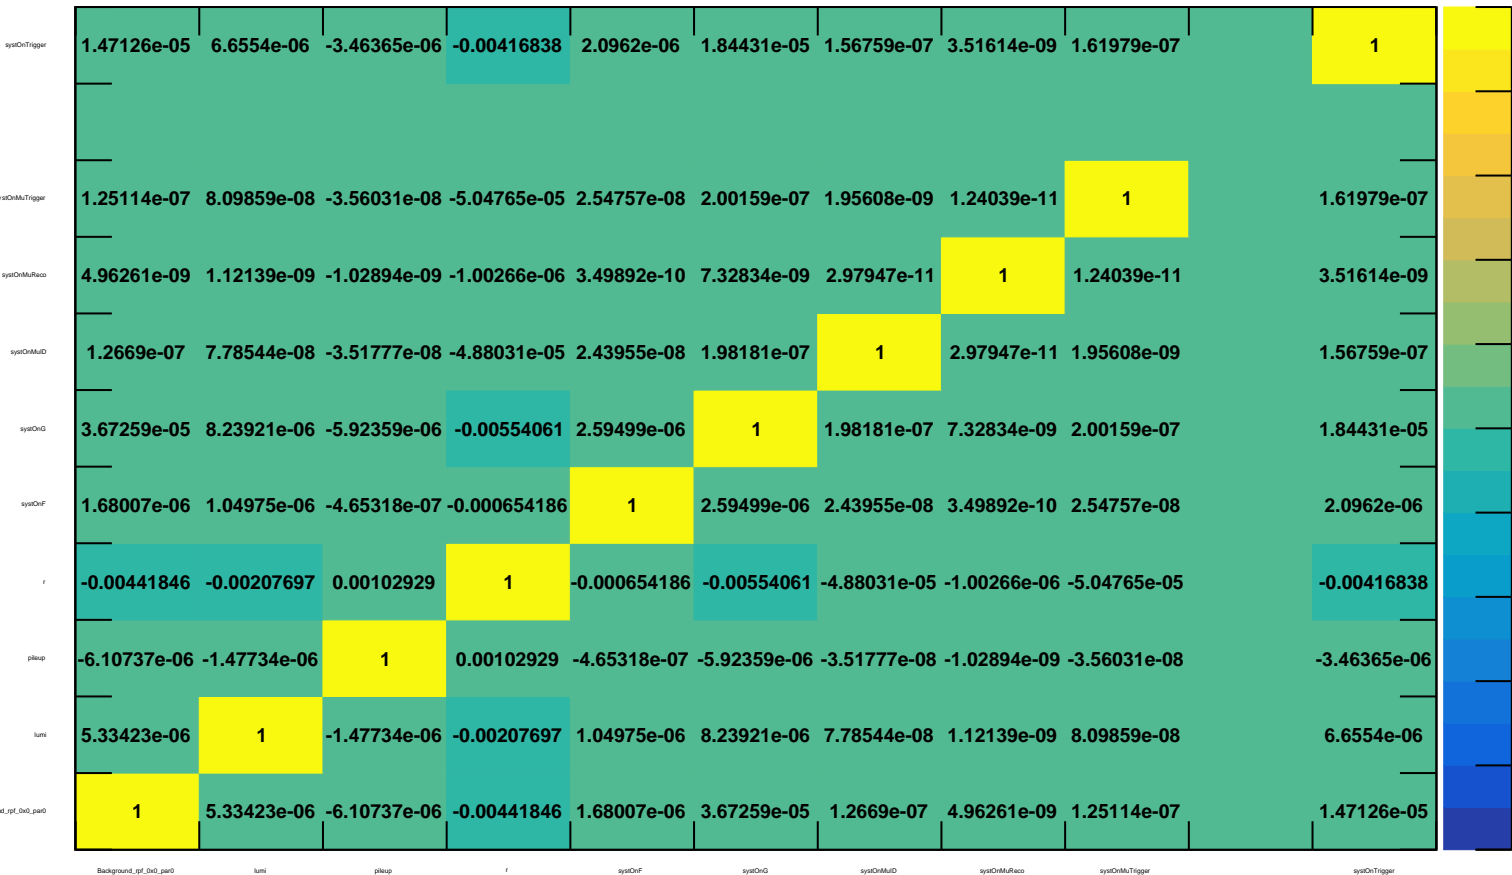 systOnTrigger 1.47126e-05 6.6554e-06 -3.46365e-06 -0.00416838 2.0962e-06 1.84431e-05 1.56759e-07 3.51614e-09 1.61979e-07 1
stOnMuTrigger 1.25114e-07 8.09859e-08 -3.56031e-08 -5.04765e-05 2.54757e-08 2.00159e-07 1.95608e-09 1.24039e-11 1 1.61979e-07
systOnMuReco 4.96261e-09 1.12139e-09 -1.02894e-09 -1.00266e-06 3.49892e-10 7.32834e-09 2.97947e-11 1 1.24039e-11 3.51614e-09
systOnMuID 1.2669e-07 7.78544e-08 -3.51777e-08 -4.88031e-05 2.43955e-08 1.98181e-07 1 2.97947e-11 1.95608e-09 1.56759e-07
systOnG 3.67259e-05 8.23921e-06 -5.92359e-06 -0.00554061 2.59499e-06 1 1.98181e-07 7.32834e-09 2.00159e-07 1.84431e-05
systOnF 1.68007e-06 1.04975e-06 -4.65318e-07 -0.000654186 1 2.59499e-06 2.43955e-08 3.49892e-10 2.54757e-08 2.0962e-06
r -0.00441846 -0.00207697 0.00102929 1 -0.000654186 -0.00554061 -4.88031e-05 -1.00266e-06 -5.04765e-05 -0.00416838
pileup -6.10737e-06 -1.47734e-06 1 0.00102929 -4.65318e-07 -5.92359e-06 -3.51777e-08 -1.02894e-09 -3.56031e-08 -3.46365e-06
lumi 5.33423e-06 1 -1.47734e-06 -0.00207697 1.04975e-06 8.23921e-06 7.78544e-08 1.12139e-09 8.09859e-08 6.6554e-06
d_rpf_0x0_par0 1 5.33423e-06 -6.10737e-06 -0.00441846 1.68007e-06 3.67259e-05 1.2669e-07 4.96261e-09 1.25114e-07 1.47126e-05
Background_rpf_0x0_par0 lumi pileup r systOnF systOnG systOnMuID systOnMuReco systOnMuTrigger systOnTrigger